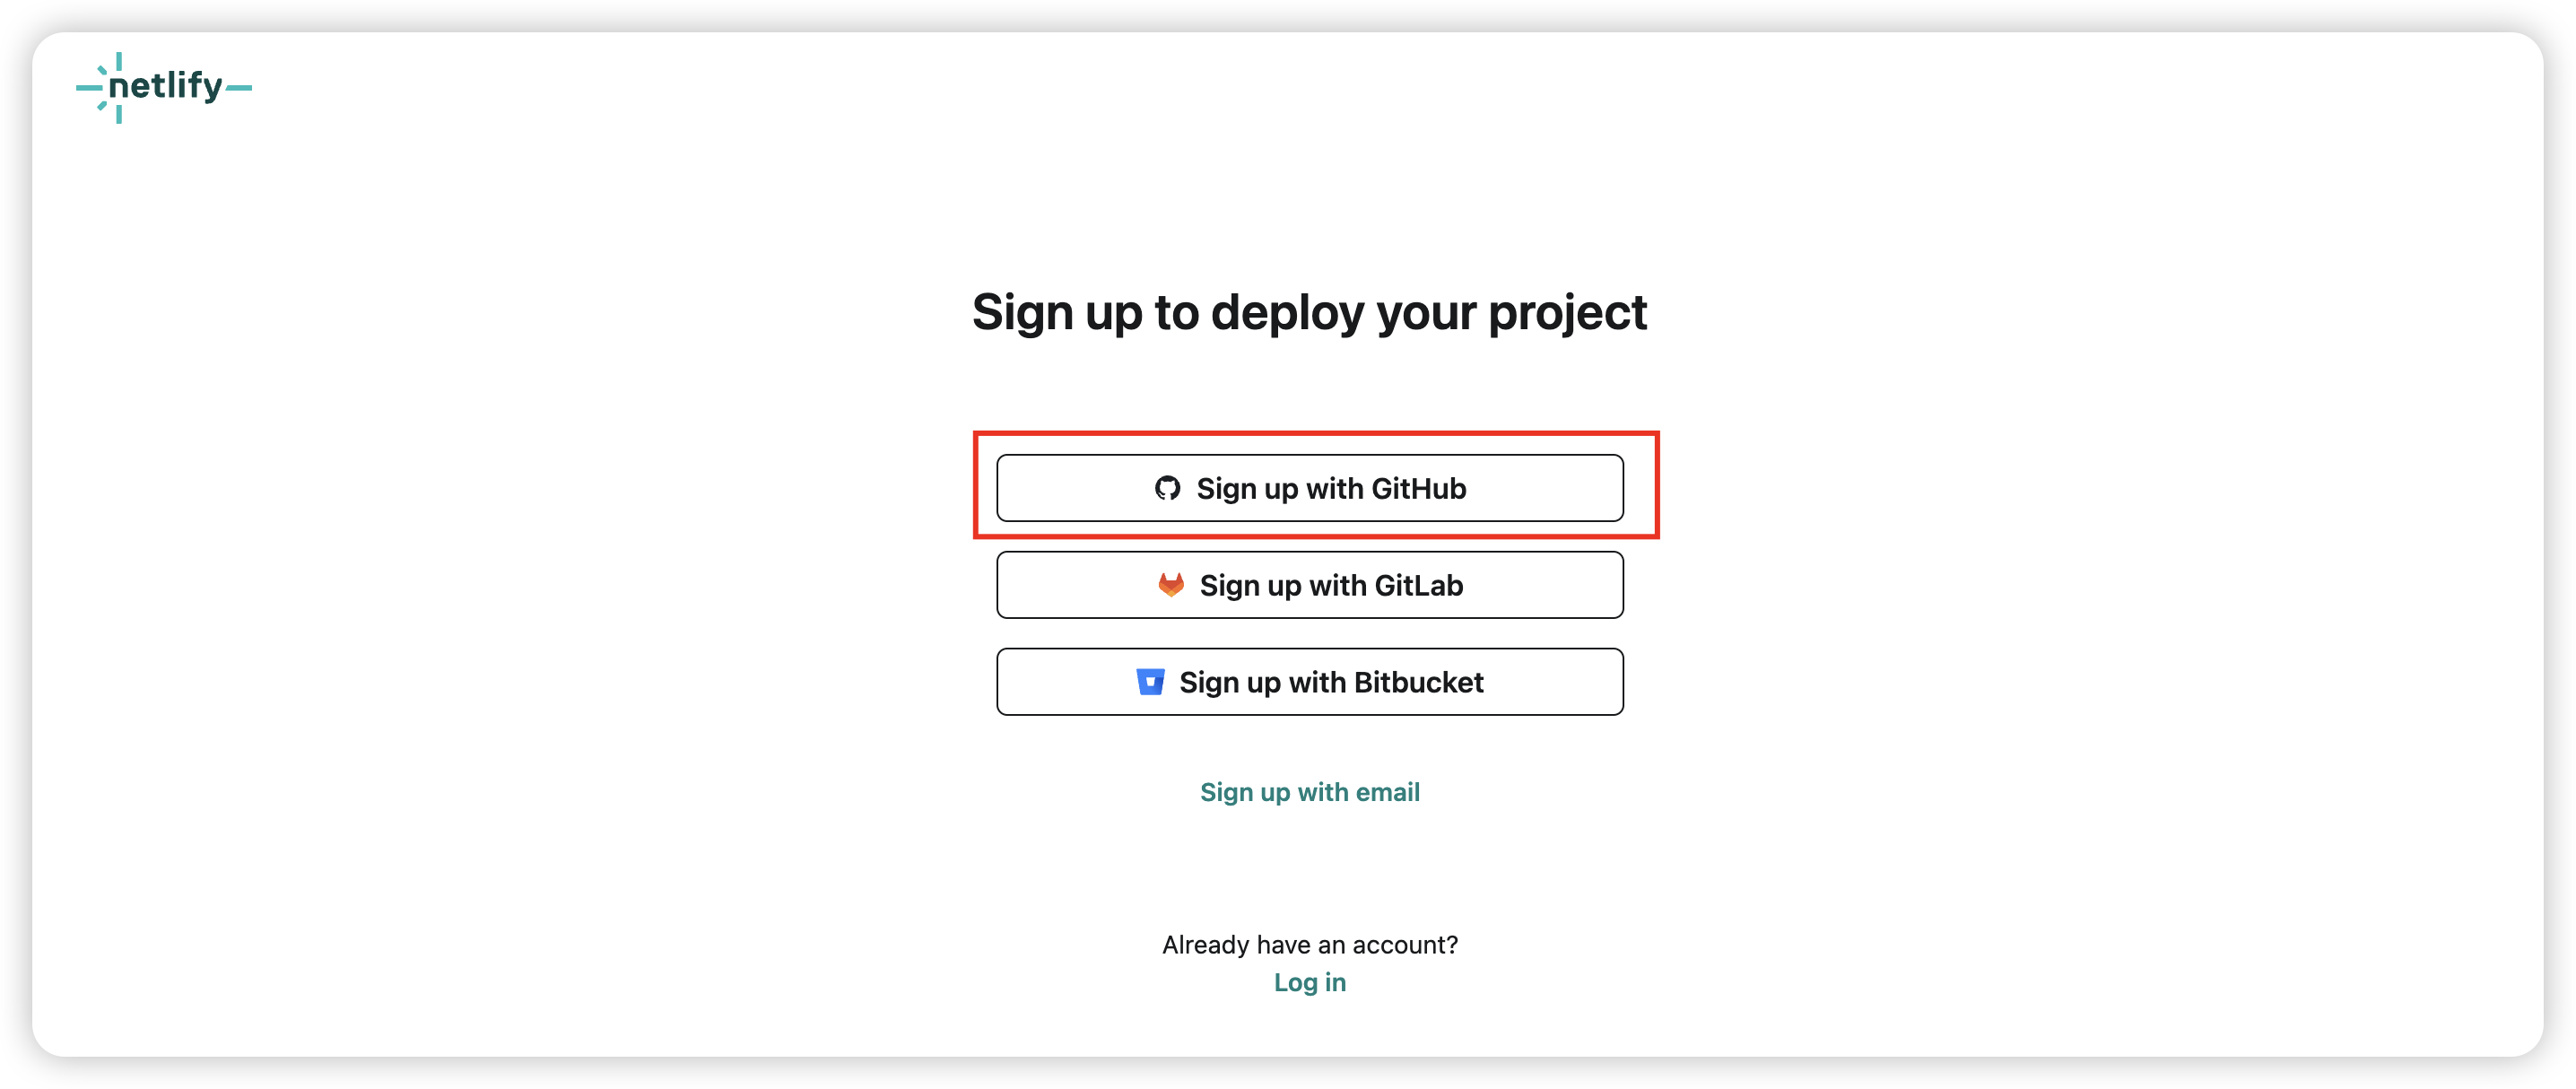 netlify
Sign up to deploy your project
Sign up with GitHub
Sign up with GitLab
Sign up with Bitbucket
Sign up with email
Already have an account?
Log in